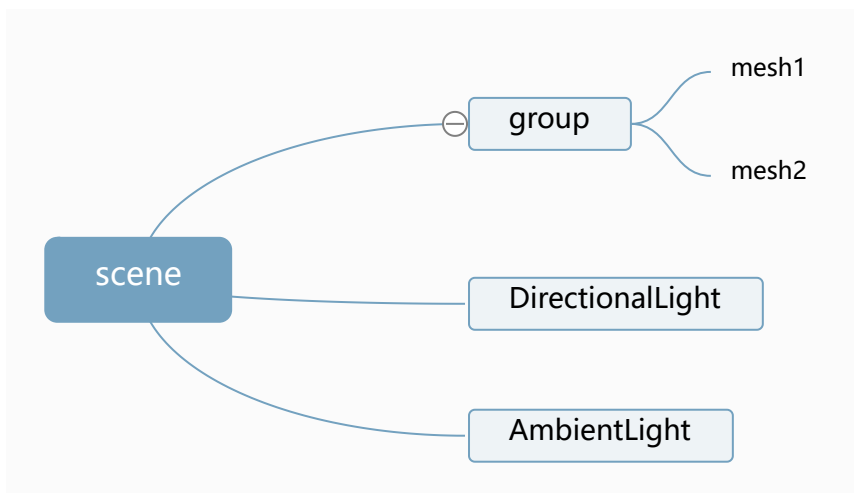 mesh1
group
mesh2
scene
DirectionalLight
AmbientLight